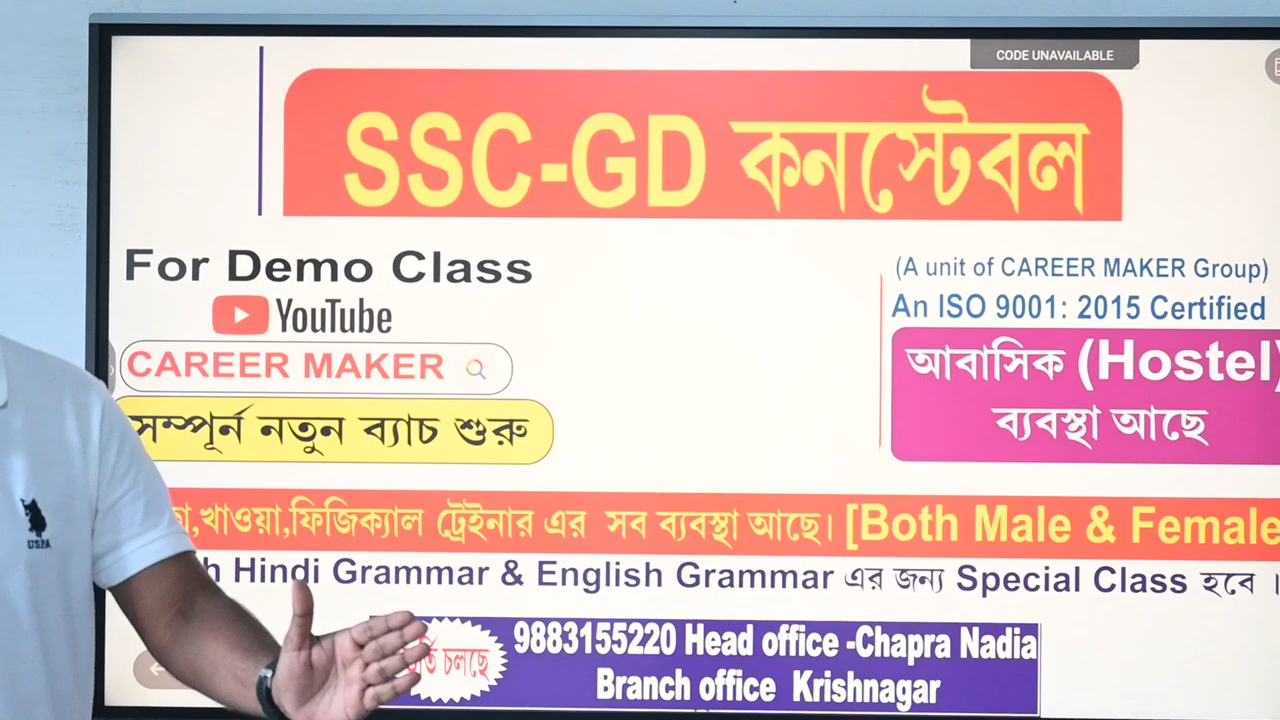 CODE UNAVAILABLE
SSC-GD কনস্টেবল
For Demo Class
YouTube
CAREER MAKER
সম্পূর্ন নতুন ব্যাচ শুরু
(A unit of CAREER MAKER Group)
An ISO 9001: 2015 Certified
আবাসিক (Hostel)
ব্যবস্থা আছে
খাওয়া,ফিজিক্যাল ট্রেইনার এর সব ব্যবস্থা আছে। [Both Male & Female
Hindi Grammar & English Grammar এর জন্য Special Class হবে ।
চলছে
9883155220 Head office -Chapra Nadia
Branch office Krishnagar
USPA